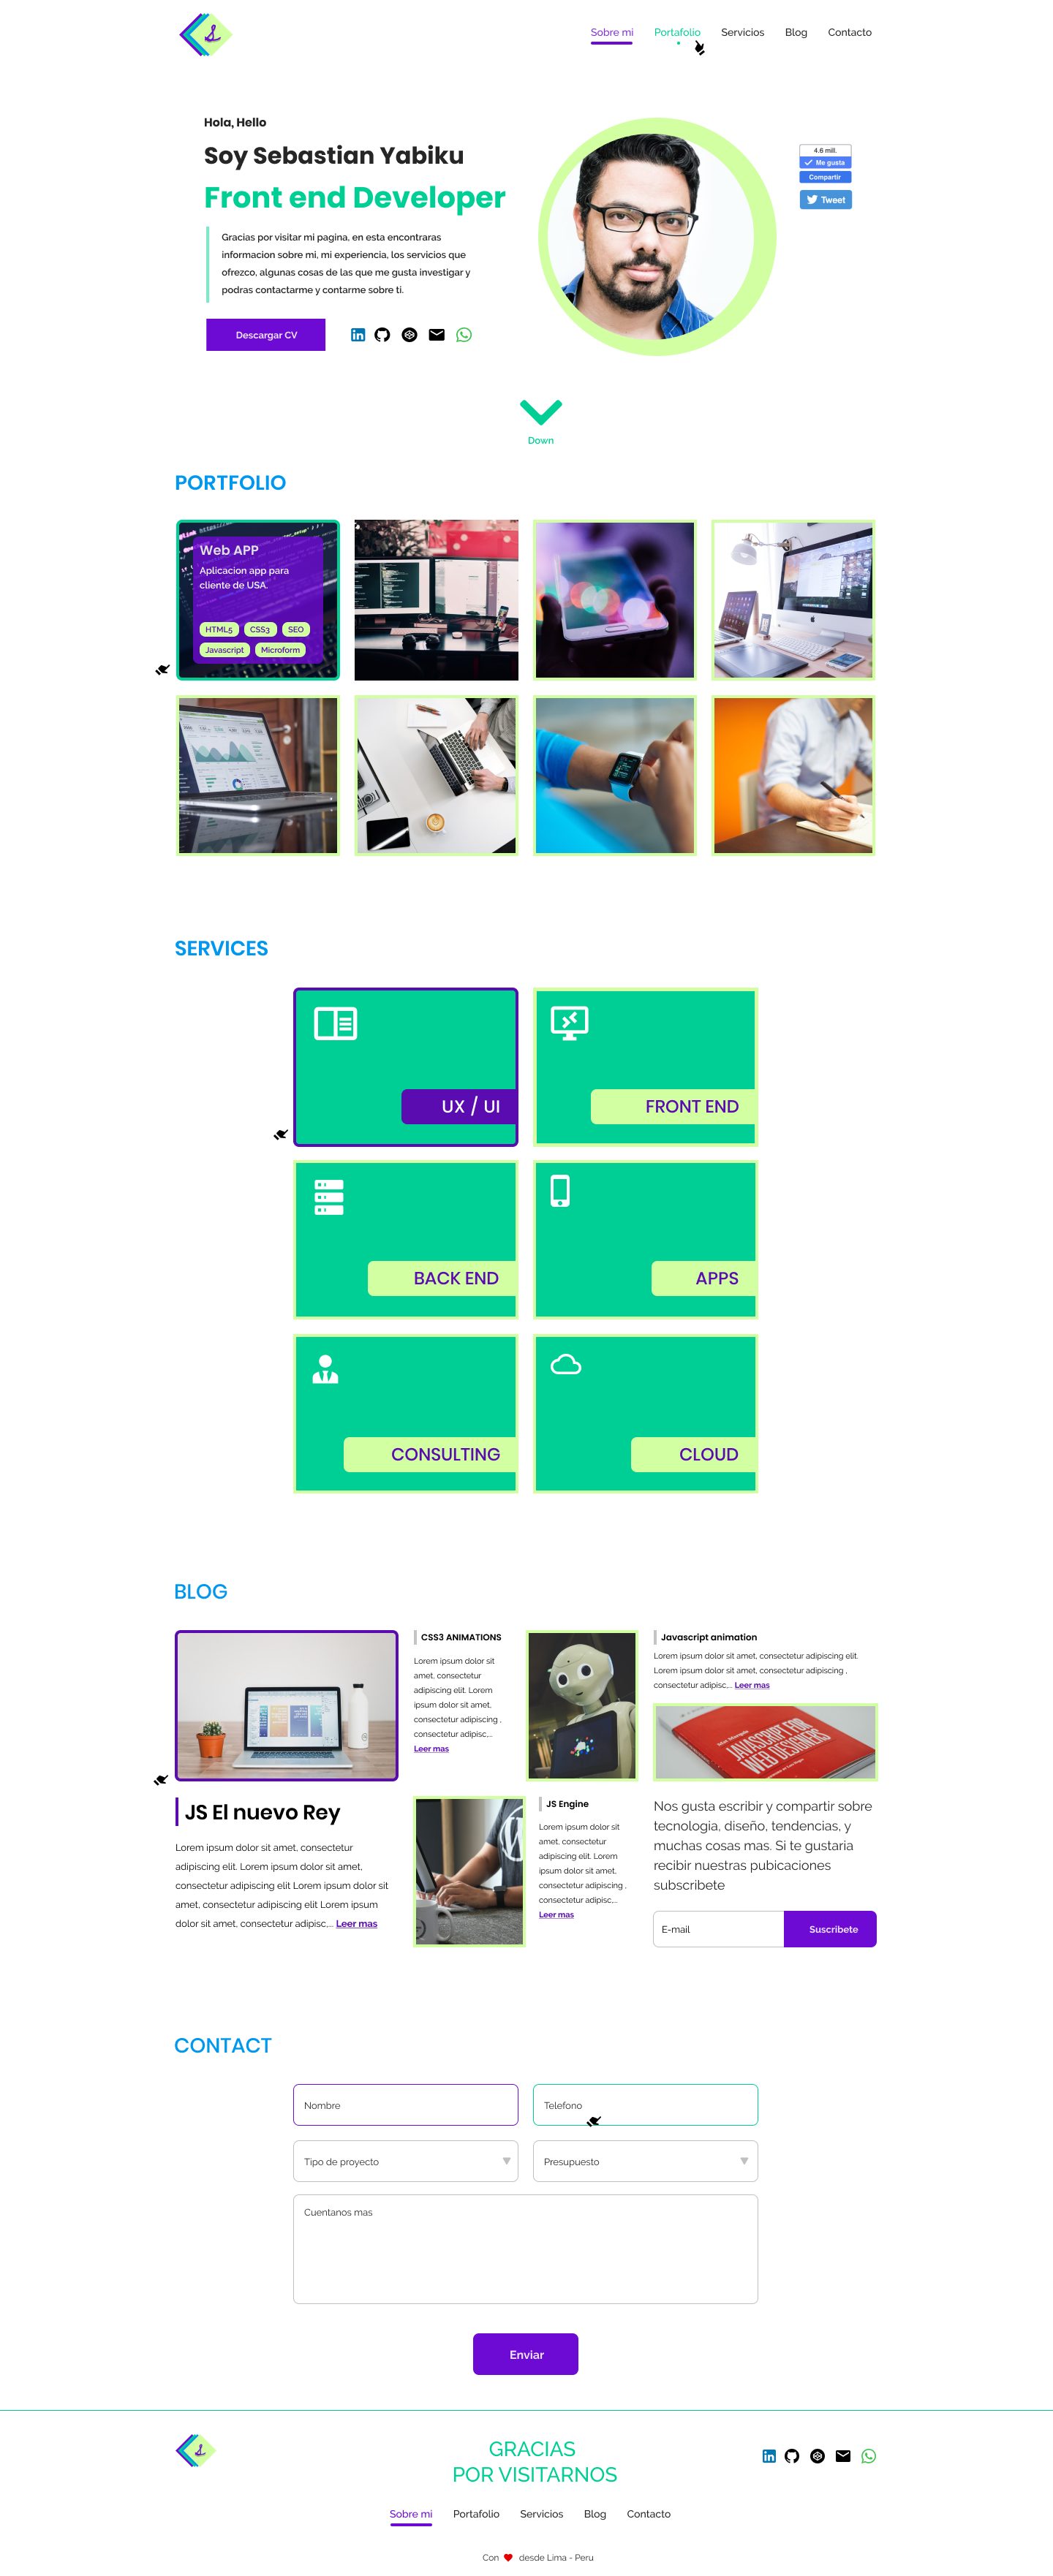 Sobre mi Portafolio Servicios Blog Contacto
Hola, Hello
Soy Sebastian Yabiku
Front end Developer
Gracias por visitar mi pagina, en esta encontraras
informacion sobre mi, mi experiencia, los servicios que
ofrezco, algunas cosas de las que me gusta investigar y
podras contactarme y contarme sobre ti.
Descargar CV
4.6 mill.
Me gusta
Compartir
Tweet
Down
PORTFOLIO
Web APP
Aplicacion app para
cliente de USA.
HTML5 CSS3 SEO
Javascript Microform
SERVICES
UX / UI
FRONT END
BACK END
APPS
CONSULTING
CLOUD
BLOG
JS El nuevo Rey
Lorem ipsum dolor sit amet, consectetur
adipiscing elit. Lorem ipsum dolor sit amet,
consectetur adipiscing elit Lorem ipsum dolor sit
amet, consectetur adipiscing elit Lorem ipsum
dolor sit amet, consectetur adipisc,... Leer mas
CSS3 ANIMATIONS
Lorem ipsum dolor sit
amet, consectetur
adipiscing elit. Lorem
ipsum dolor sit amet,
consectetur adipiscing ,
consectetur adipisc,...
Leer mas
JS Engine
Lorem ipsum dolor sit
amet, consectetur
adipiscing elit. Lorem
ipsum dolor sit amet,
consectetur adipiscing ,
consectetur adipisc,...
Leer mas
Javascript animation
Lorem ipsum dolor sit amet, consectetur adipiscing elit.
Lorem ipsum dolor sit amet, consectetur adipiscing ,
consectetur adipisc,... Leer mas
JAVASCRIPT FOR
WEB DESIGNERS
Nos gusta escribir y compartir sobre
tecnologia, diseño, tendencias, y
muchas cosas mas. Si te gustaria
recibir nuestras pubicaciones
subscribete
E-mail
Suscribete
CONTACT
Nombre
Telefono
Tipo de proyecto
Presupuesto
Cuentanos mas
Enviar
GRACIAS
POR VISITARNOS
Sobre mi Portafolio Servicios Blog Contacto
Con desde Lima - Peru